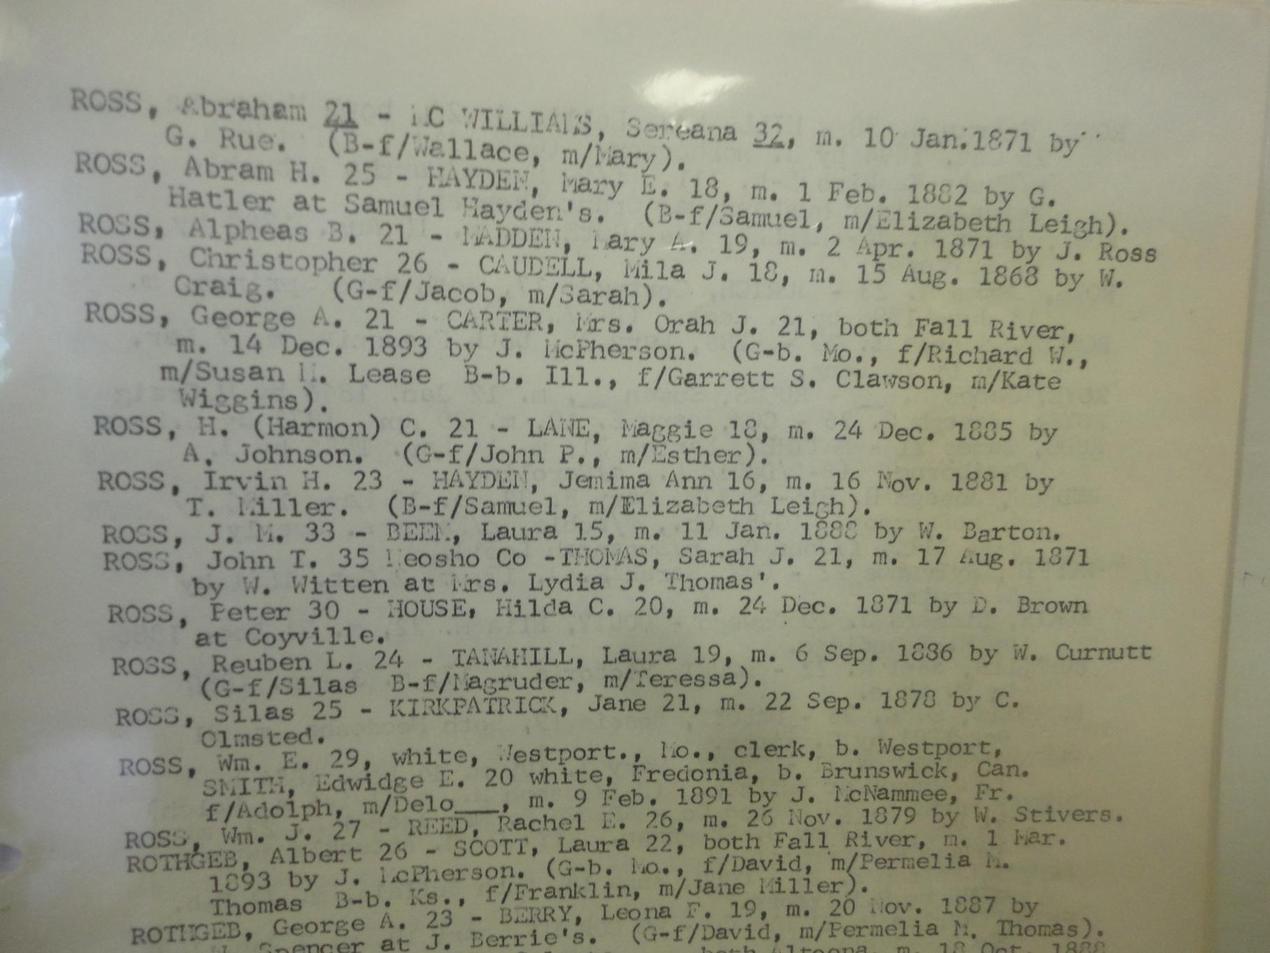 ROSS, Abraham 21 - MC WILLIAMS, Sereana 32, m. 10 Jan. 1871 by
G. Rue. (B-f/Wallace, m/Mary).
ROSS, Abram H. 25 - HAYDEN, Mary E. 18, m. 1 Feb. 1882 by G.
Hatler at Samuel Hayden's. (B-f/Samuel, m/Elizabeth Leigh).
ROSS, Alpheas B. 21 - MADDEN, Mary A. 19, m. 2 Apr. 1871 by J. Ross
ROSS, Christopher 26 - CAUDELL, Mila J. 18, m. 15 Aug. 1868 by W.
Craig. (G-f/Jacob, m/Sarah).
ROSS, George A. 21 - CARTER, Mrs. Orah J. 21, both Fall River,
m. 14 Dec. 1893 by J. McPherson. (G-b. Mo., f/Richard W.,
m/Susan M. Lease B-b. Ill., f/Garrett S. Clawson, m/Kate
Wiggins).
ROSS, H. (Harmon) C. 21 - LANE, Maggie 18, m. 24 Dec. 1885 by
A. Johnson. (G-f/John P., m/Esther).
ROSS, Irvin H. 23 - HAYDEN, Jemima Ann 16, m. 16 Nov. 1881 by
T. Miller. (B-f/Samuel, m/Elizabeth Leigh).
ROSS, J. M. 33 - Laura 15, m. 11 Jan. 1888 by W. Barton.
ROSS, John T. 35 Neosho Co -THOMAS, Sarah J. 21, m. 17 Aug. 1871
by W. Witten at Mrs. Lydia J. Thomas'.
ROSS, Peter 30 - HOUSE, Hilda C. 20, m. 24 Dec. 1871 by D. Brown
at Coyville.
ROSS, Reuben L. 24 - TANAHILL, Laura 19, m. 6 Sep. 1886 by W. Curnutt
(G-f/Silas B-f/Magruder, m/Teressa).
ROSS, Silas 25 - KIRKPATRICK, Jane 21, m. 22 Sep. 1878 by C.
Olmsted.
ROSS, Wm. E. 29, white, Westport., Mo., clerk, b. Westport,
SMITH, Edwidge E. 20 white, Fredonia, b. Brunswick, Can.
f/Adolph, m/Delo___, m. 9 Feb. 1891 by J. McNammee, Fr.
ROSS, Wm. J. 27 - REED, Rachel E. 26, m. 26 Nov. 1879 by W. Stivers.
ROTHGEB, Albert 26 - SCOTT, Laura 22, both Fall River, m. 1 Mar.
1893 by J. McPherson. (G-b. Mo., f/David, m/Permelia M.
Thomas B-b. Ks., f/Franklin, m/Jane Miller).
ROTHGEB, George A. 23 - BERRY, Leona F. 19, m. 20 Nov. 1887 by
Spencer at J. Berrie's. (G-f/David, m/Permelia M. Thomas).
both Altoona, m. 18 Oct. 1888